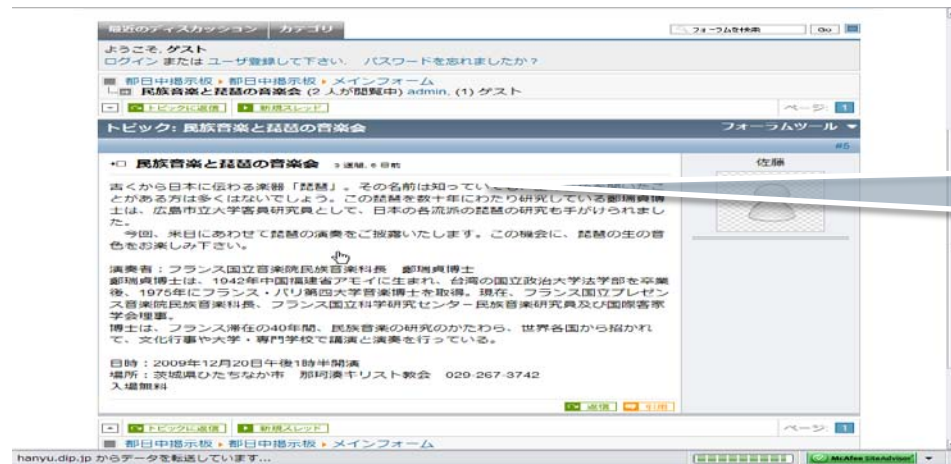 最近のディスカッション カテゴリ フォーラムを検索 Go
ようこそ, ゲスト
ログイン または ユーザ登録して下さい. パスワードを忘れましたか？
都日中掲示板 ▸ 都日中掲示板 ▸ メインフォーム
民族音楽と琵琶の音楽会 (2 人が閲覧中) admin, (1) ゲスト
トピックに返信 新規スレッド ページ: 1
トピック: 民族音楽と琵琶の音楽会 フォーラムツール
#5
民族音楽と琵琶の音楽会 3 週間, 6 日前 佐藤
古くから日本に伝わる楽器「琵琶」。その名前は知ってい
とがある方は多くはないでしょう。この琵琶を数十年にわたり研究している鄭瑞貞博
士は、広島市立大学客員研究員として、日本の各流派の琵琶の研究も手がけられまし
た。
今回、来日にあわせて琵琶の演奏をご披露いたします。この機会に、琵琶の生の音
色をお楽しみ下さい。
演奏者：フランス国立音楽院民族音楽科長 鄭瑞貞博士
鄭瑞貞博士は、1942年中国福建省アモイに生まれ、台湾の国立政治大学法学部を卒業
後、1975年にフランス・パリ第四大学音楽博士を取得。現在、フランス国立プレゼン
ス音楽院民族音楽科長、フランス国立科学研究センター民族音楽研究員及び国際客家
学会理事。
博士は、フランス滞在の40年間、民族音楽の研究のかたわら、世界各国から招かれ
て、文化行事や大学・専門学校で講演と演奏を行っている。
日時：2009年12月20日午後1時半開演
場所：茨城県ひたちなか市 那珂湊キリスト教会 029-267-3742
入場無料
返信 引用
トピックに返信 新規スレッド ページ: 1
都日中掲示板 ▸ 都日中掲示板 ▸ メインフォーム
hanyu.dip.jp からデータを転送しています... McAfee SiteAdvisor